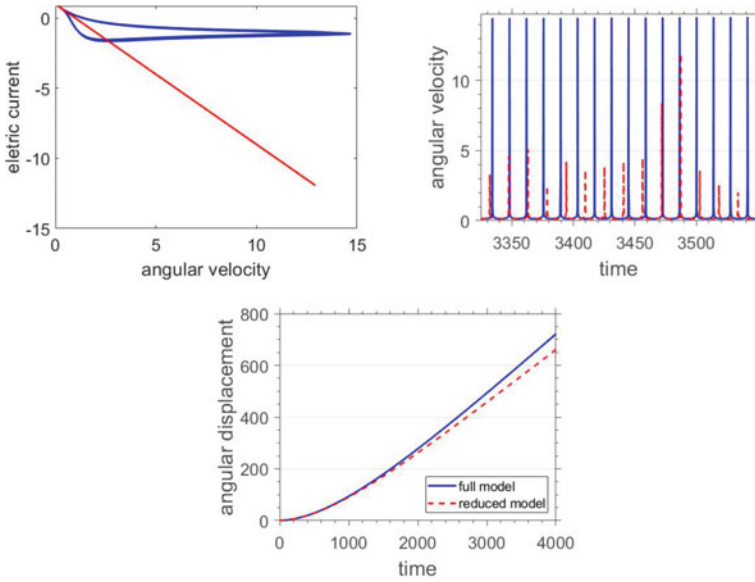 0
-5
-10
-15
0 5 10 15
eletric current
angular velocity
10
5
0
3350 3400 3450 3500
angular velocity
time
800
600
400
200
0
0 1000 2000 3000 4000
angular displacement
time
full model
reduced model